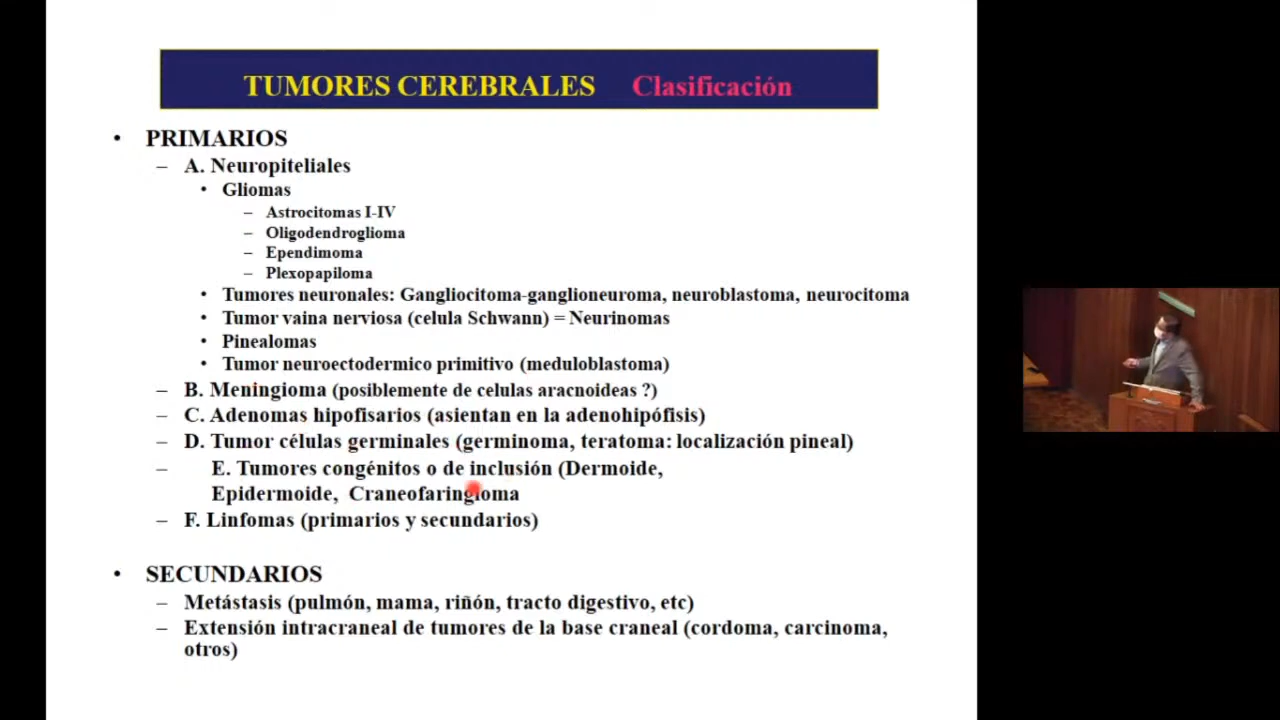 TUMORES CEREBRALES Clasificación
• PRIMARIOS
– A. Neuropiteliales
• Gliomas
– Astrocitomas I-IV
– Oligodendroglioma
– Ependimoma
– Plexopapiloma
• Tumores neuronales: Gangliocitoma-ganglioneuroma, neuroblastoma, neurocitoma
• Tumor vaina nerviosa (celula Schwann) = Neurinomas
• Pinealomas
• Tumor neuroectodermico primitivo (meduloblastoma)
– B. Meningioma (posiblemente de celulas aracnoideas ?)
– C. Adenomas hipofisarios (asientan en la adenohipófisis)
– D. Tumor células germinales (germinoma, teratoma: localización pineal)
– E. Tumores congénitos o de inclusión (Dermoide,
Epidermoide, Craneofaringioma
– F. Linfomas (primarios y secundarios)
• SECUNDARIOS
– Metástasis (pulmón, mama, riñón, tracto digestivo, etc)
– Extensión intracraneal de tumores de la base craneal (cordoma, carcinoma,
otros)